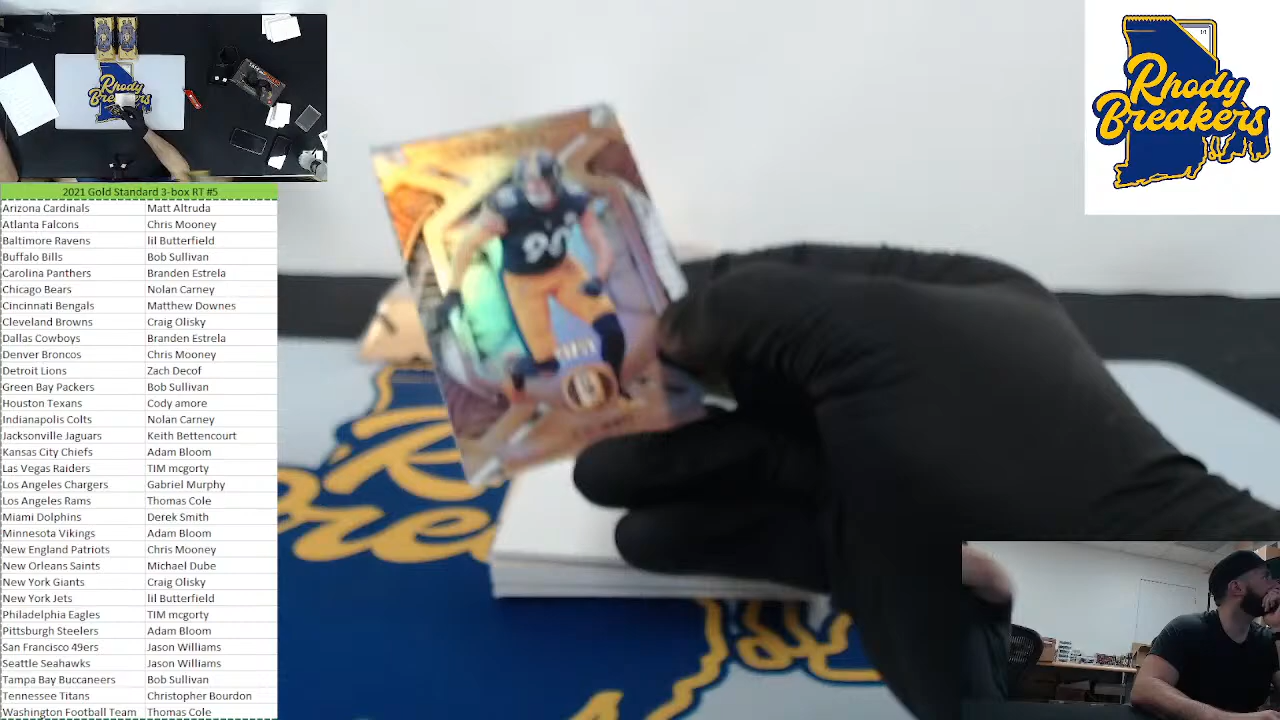 Rhody
Breakers
2021 Gold Standard 3-box RT #5
Arizona Cardinals Matt Altruda
Atlanta Falcons Chris Mooney
Baltimore Ravens lil Butterfield
Buffalo Bills Bob Sullivan
Carolina Panthers Branden Estrela
Chicago Bears Nolan Carney
Cincinnati Bengals Matthew Downes
Cleveland Browns Craig Olisky
Dallas Cowboys Branden Estrela
Denver Broncos Chris Mooney
Detroit Lions Zach Decof
Green Bay Packers Bob Sullivan
Houston Texans Cody amore
Indianapolis Colts Nolan Carney
Jacksonville Jaguars Keith Bettencourt
Kansas City Chiefs Adam Bloom
Las Vegas Raiders TIM mcgorty
Los Angeles Chargers Gabriel Murphy
Los Angeles Rams Thomas Cole
Miami Dolphins Derek Smith
Minnesota Vikings Adam Bloom
New England Patriots Chris Mooney
New Orleans Saints Michael Dube
New York Giants Craig Olisky
New York Jets lil Butterfield
Philadelphia Eagles TIM mcgorty
Pittsburgh Steelers Adam Bloom
San Francisco 49ers Jason Williams
Seattle Seahawks Jason Williams
Tampa Bay Buccaneers Bob Sullivan
Tennessee Titans Christopher Bourdon
Washington Football Team Thomas Cole
Rhody
Breakers
90